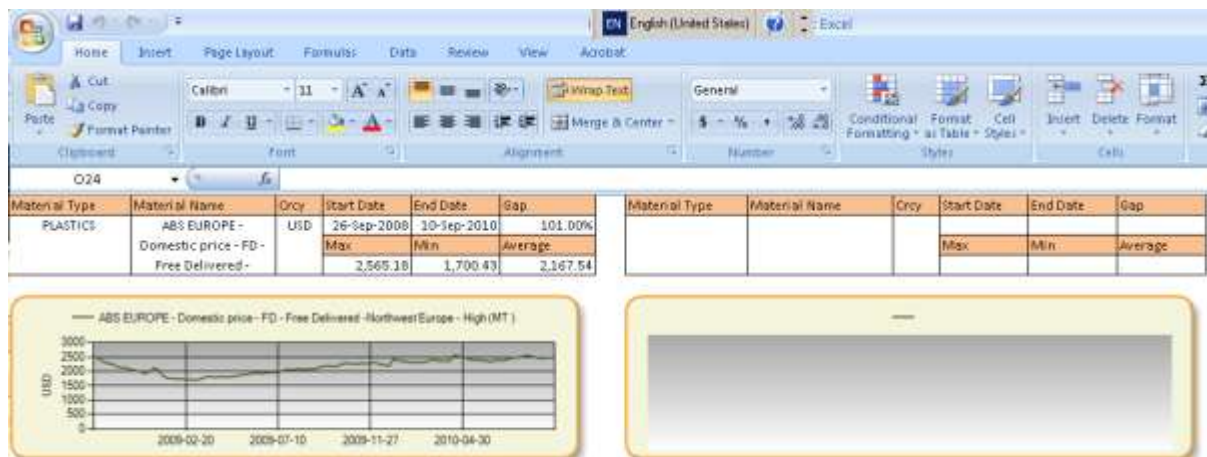 EN English (United States) : Excel
Home Insert Page Layout Formulas Data Review View Acrobat
Cut
Copy
Format Painter
Paste
Calibri 11 A A
Wrap Text
General
B I U A
Merge & Center
$ % ,
Conditional Formatting
Format as Table
Cell Styles
Insert Delete Format
Clipboard Font Alignment Number Styles Cells
O24 fx
Material Type Material Name Crcy Start Date End Date Gap
PLASTICS ABS EUROPE - USD 26-Sep-2008 10-Sep-2010 101.00%
Domestic price - FD - Max Min Average
Free Delivered - 2,565.18 1,700.43 2,167.54
Material Type Material Name Crcy Start Date End Date Gap
Max Min Average
ABS EUROPE - Domestic price - FD - Free Delivered -Northwest Europe - High (MT )
3000
2500
2000
1500
1000
500
0
USD
2009-02-20 2009-07-10 2009-11-27 2010-04-30